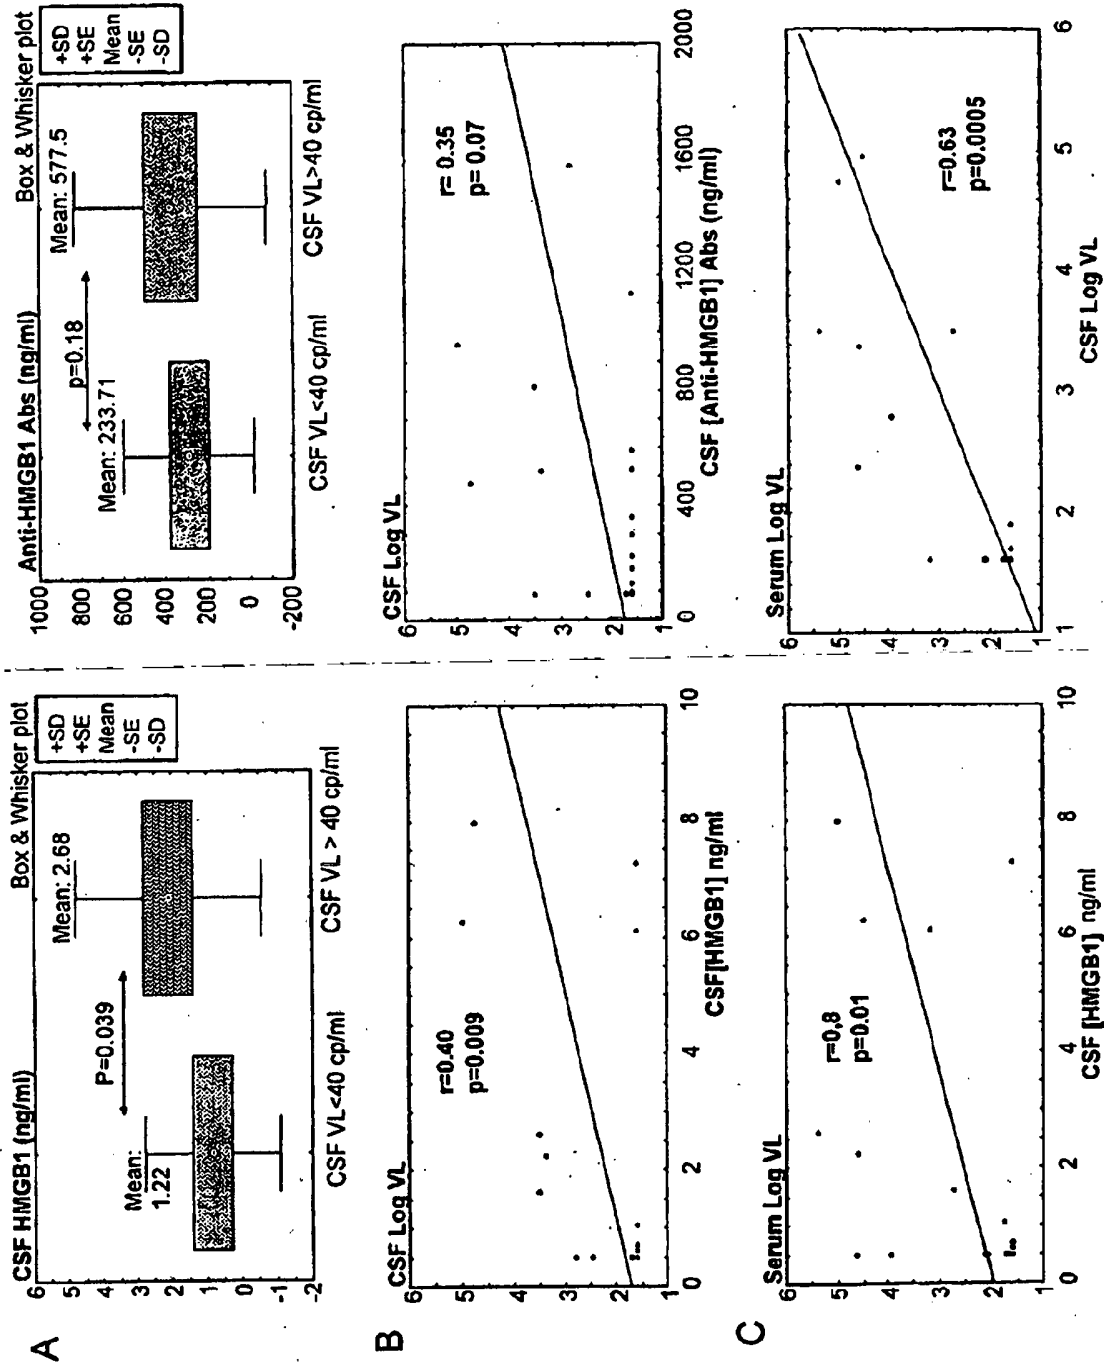 A
CSF HMGB1 (ng/ml)
Box & Whisker plot
+SD
+SE
Mean
-SE
-SD
6
5
4
3
2
1
0
-1
-2
Mean:
1.22
P=0.039
Mean: 2.68
CSF VL<40 cp/ml
CSF VL > 40 cp/ml
Anti-HMGB1 Abs (ng/ml)
Box & Whisker plot
+SD
+SE
Mean
-SE
-SD
1000
800
600
400
200
0
-200
Mean: 233.71
p=0.18
Mean: 577.5
CSF VL<40 cp/ml
CSF VL>40 cp/ml
B
CSF Log VL
6
5
4
3
2
1
r=0.40
p=0.009
0
2
4
6
8
10
CSF[HMGB1] ng/ml
CSF Log VL
6
5
4
3
2
1
r= 0.35
p= 0.07
0
400
800
1200
1600
2000
CSF [Anti-HMGB1] Abs (ng/ml)
C
Serum Log VL
6
5
4
3
2
1
r=0,8
p=0.01
0
2
4
6
8
10
CSF [HMGB1] ng/ml
Serum Log VL
6
5
4
3
2
1
r=0.63
p=0.0005
1
2
3
4
5
6
CSF Log VL